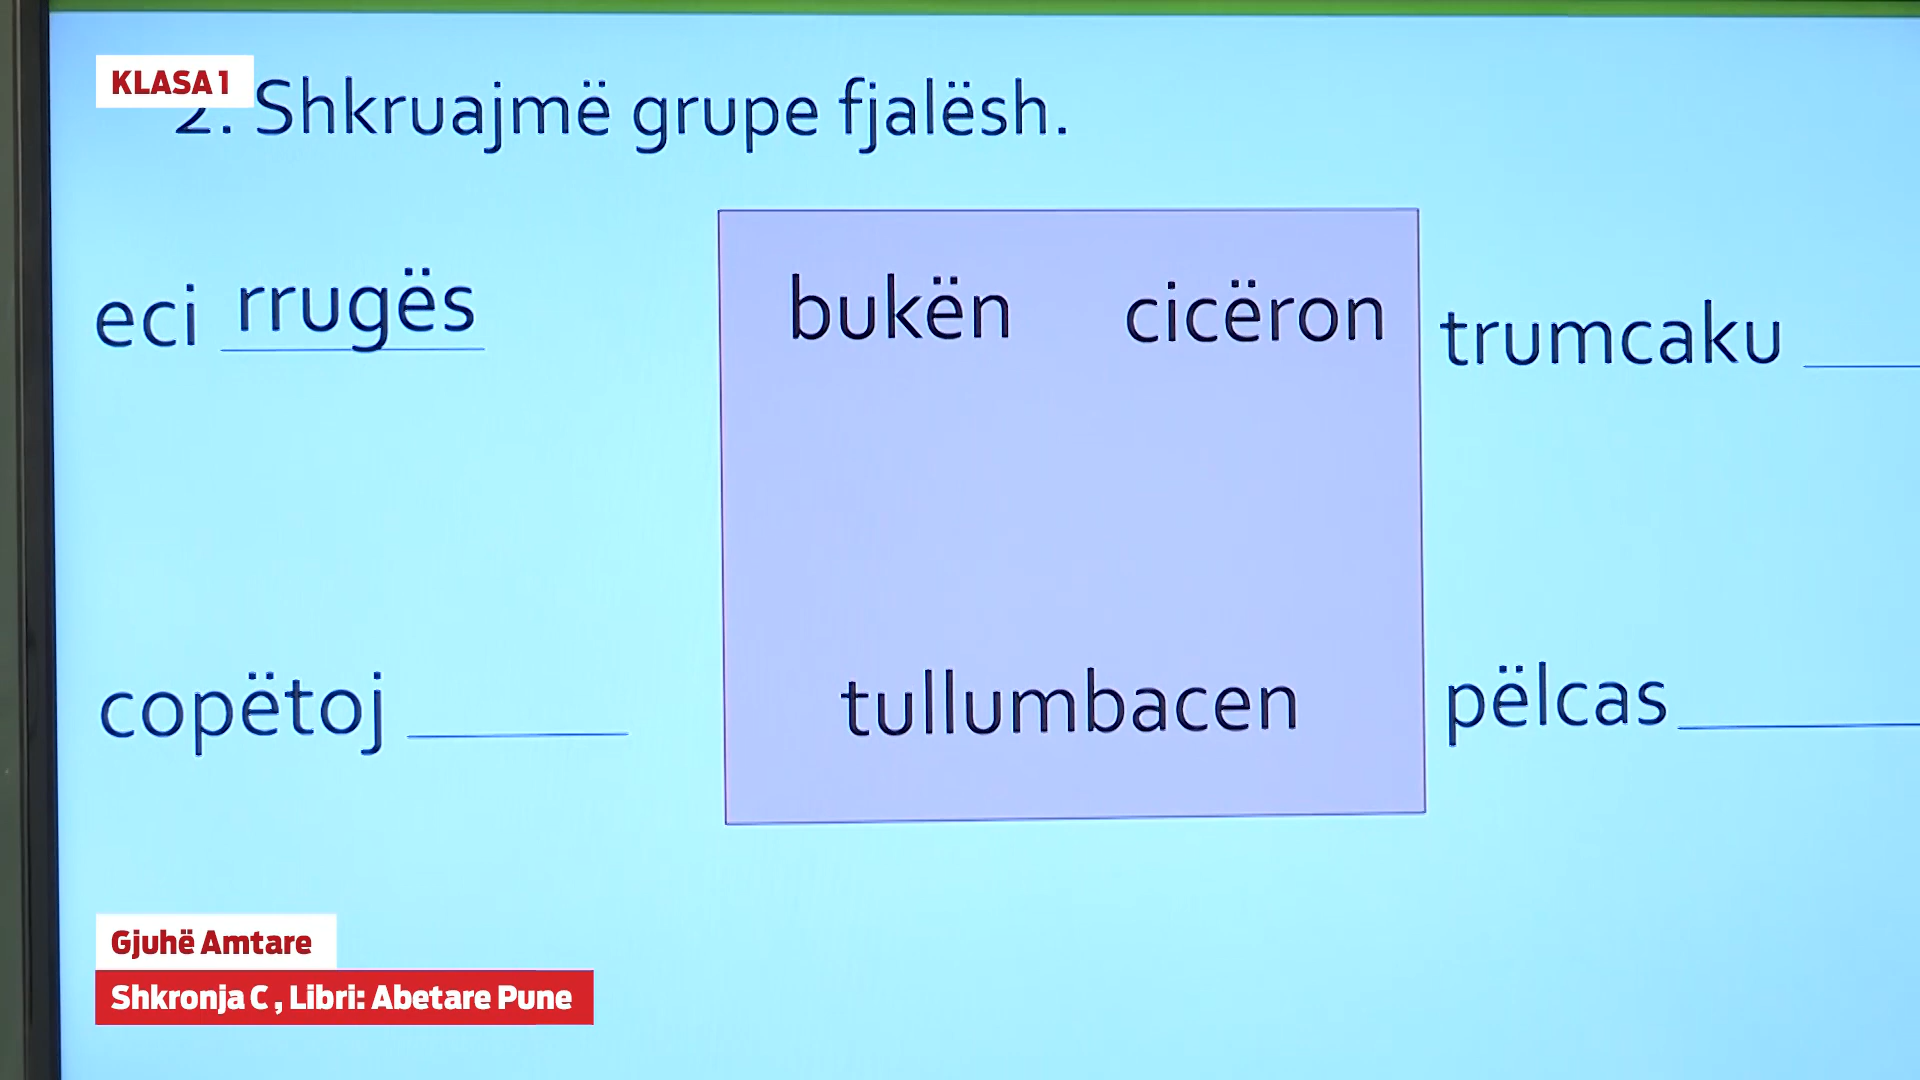 KLASA 1
2. Shkruajmë grupe fjalësh.
eci rrugës
bukën cicëron
trumcaku
copëtoj
tullumbacen
pëlcas
Gjuhë Amtare
Shkronja C , Libri: Abetare Pune